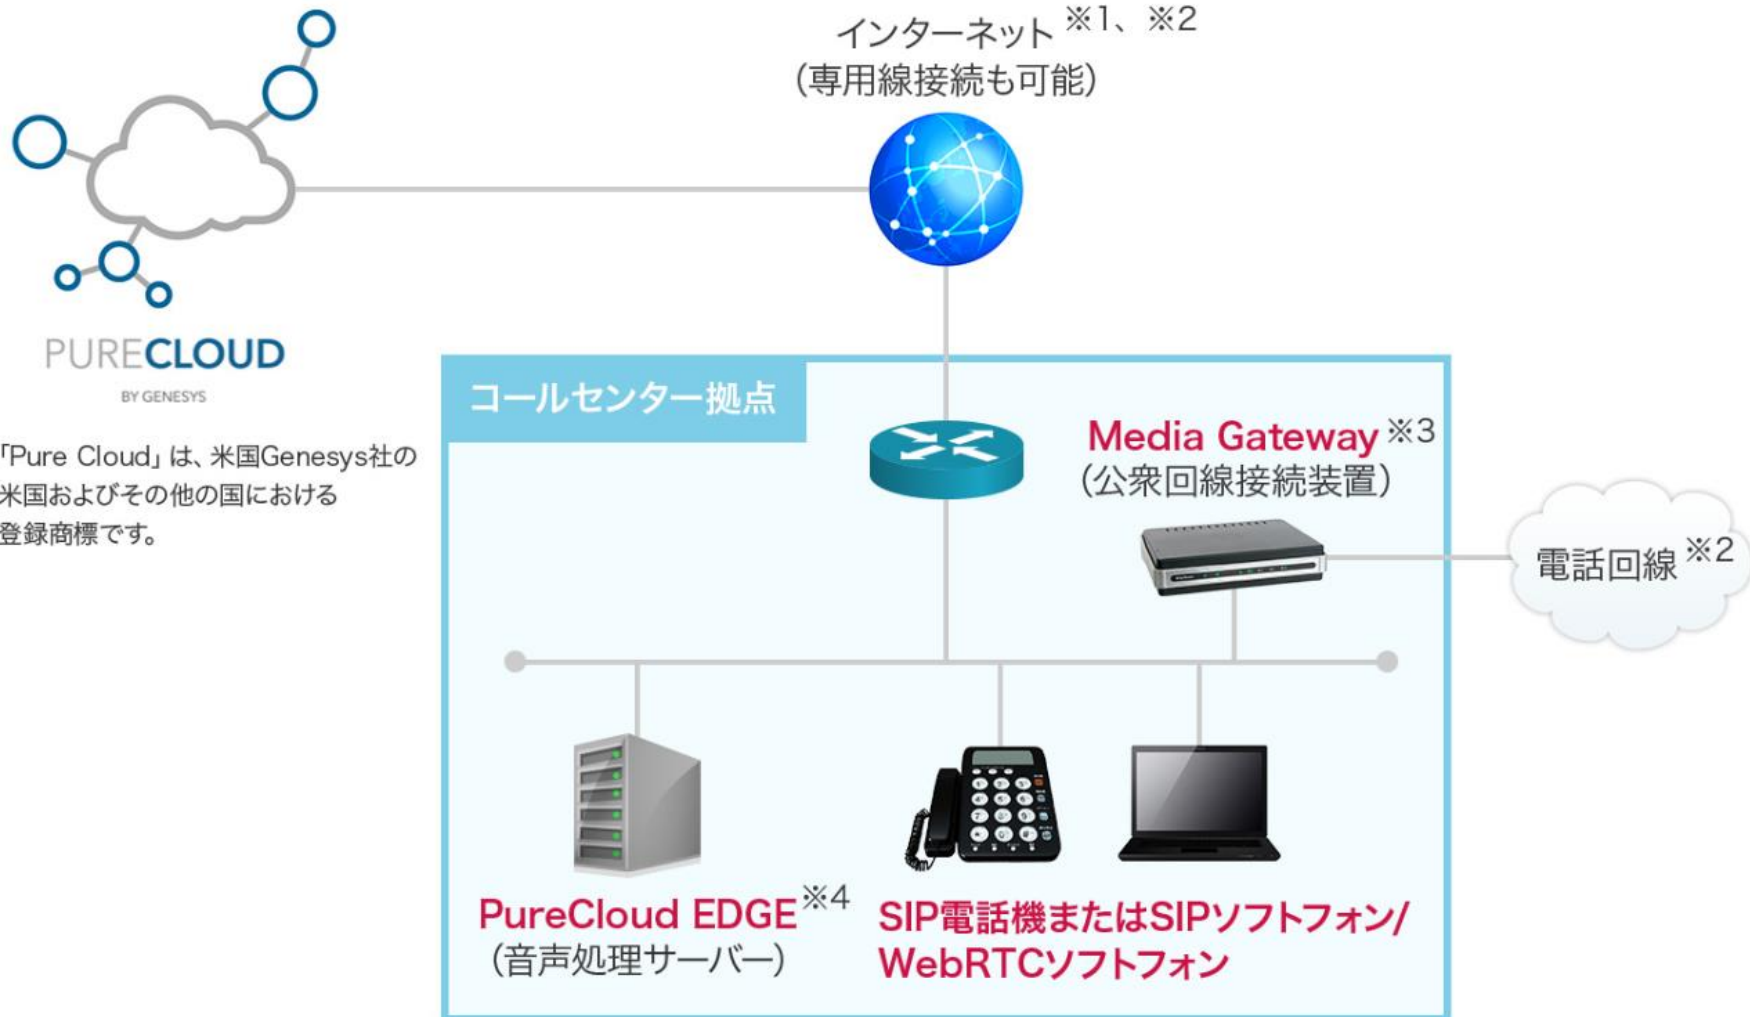 インターネット※1、※2
（専用線接続も可能）
PURECLOUD
BY GENESYS
「Pure Cloud」は、米国Genesys社の
米国およびその他の国における
登録商標です。
コールセンター拠点
Media Gateway※3
（公衆回線接続装置）
電話回線※2
PureCloud EDGE※4
（音声処理サーバー）
SIP電話機またはSIPソフトフォン/
WebRTCソフトフォン